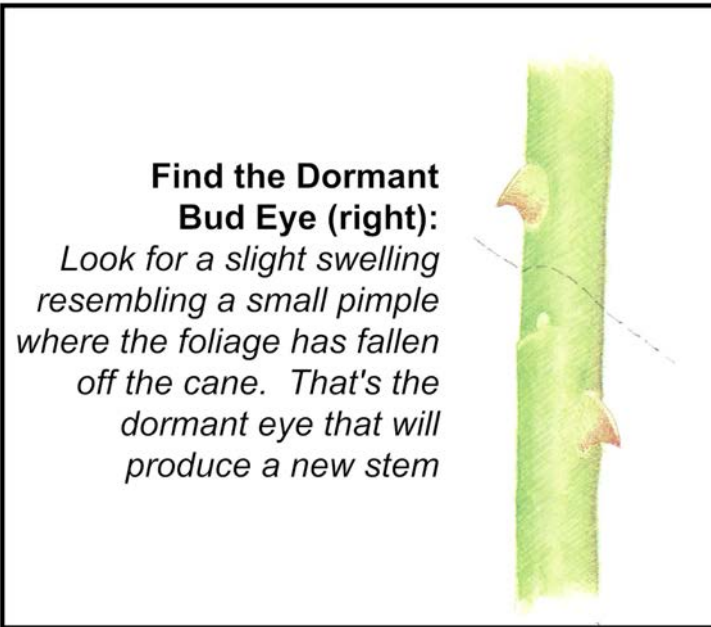 Find the Dormant
Bud Eye (right):
Look for a slight swelling
resembling a small pimple
where the foliage has fallen
off the cane.  That's the
dormant eye that will
produce a new stem